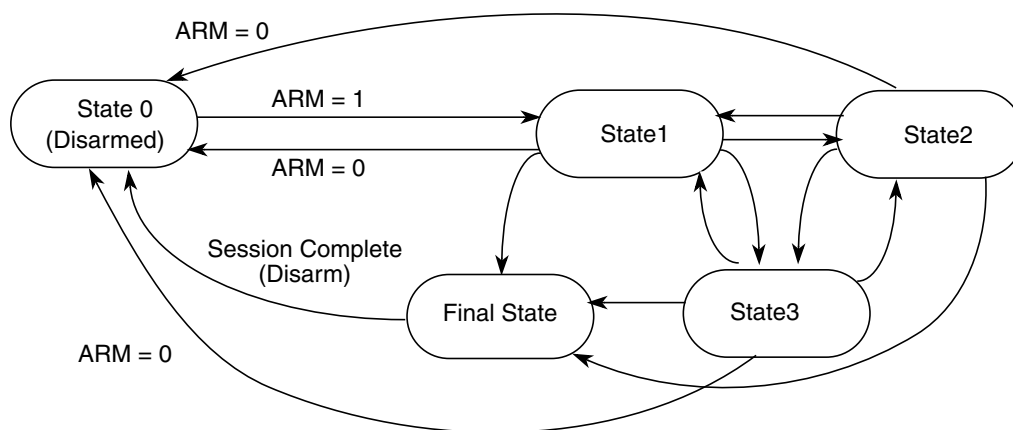 ARM = 0
State 0
(Disarmed)
ARM = 1
State1
State2
ARM = 0
Session Complete
(Disarm)
Final State
State3
ARM = 0